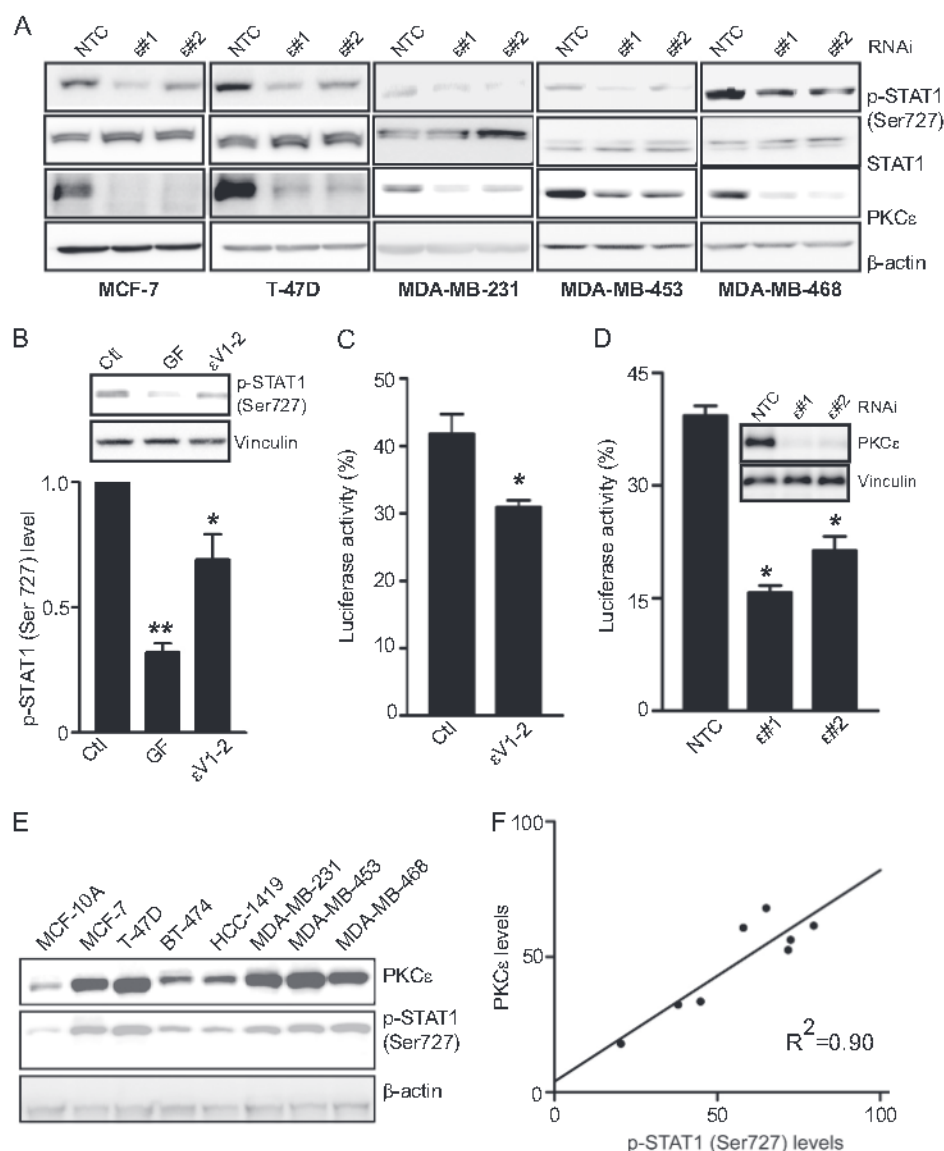 A
NTC ε#1 ε#2 NTC ε#1 ε#2 NTC ε#1 ε#2 NTC ε#1 ε#2 NTC ε#1 ε#2 RNAi
p-STAT1
(Ser727)
STAT1
PKCε
β-actin
MCF-7 T-47D MDA-MB-231 MDA-MB-453 MDA-MB-468
B
Ctl GF εV1-2
p-STAT1
(Ser727)
Vinculin
p-STAT1 (Ser 727) level
1.0
0.5
0
**
*
Ctl GF εV1-2
C
Luciferase activity (%)
50
40
30
20
10
0
*
Ctl εV1-2
D
Luciferase activity (%)
45
30
15
0
NTC ε#1 ε#2 RNAi
PKCε
Vinculin
*
*
NTC ε#1 ε#2
E
MCF-10A MCF-7 T-47D BT-474 HCC-1419 MDA-MB-231 MDA-MB-453 MDA-MB-468
PKCε
p-STAT1
(Ser727)
β-actin
F
PKCε levels
100
50
0
R2=0.90
0 50 100
p-STAT1 (Ser727) levels